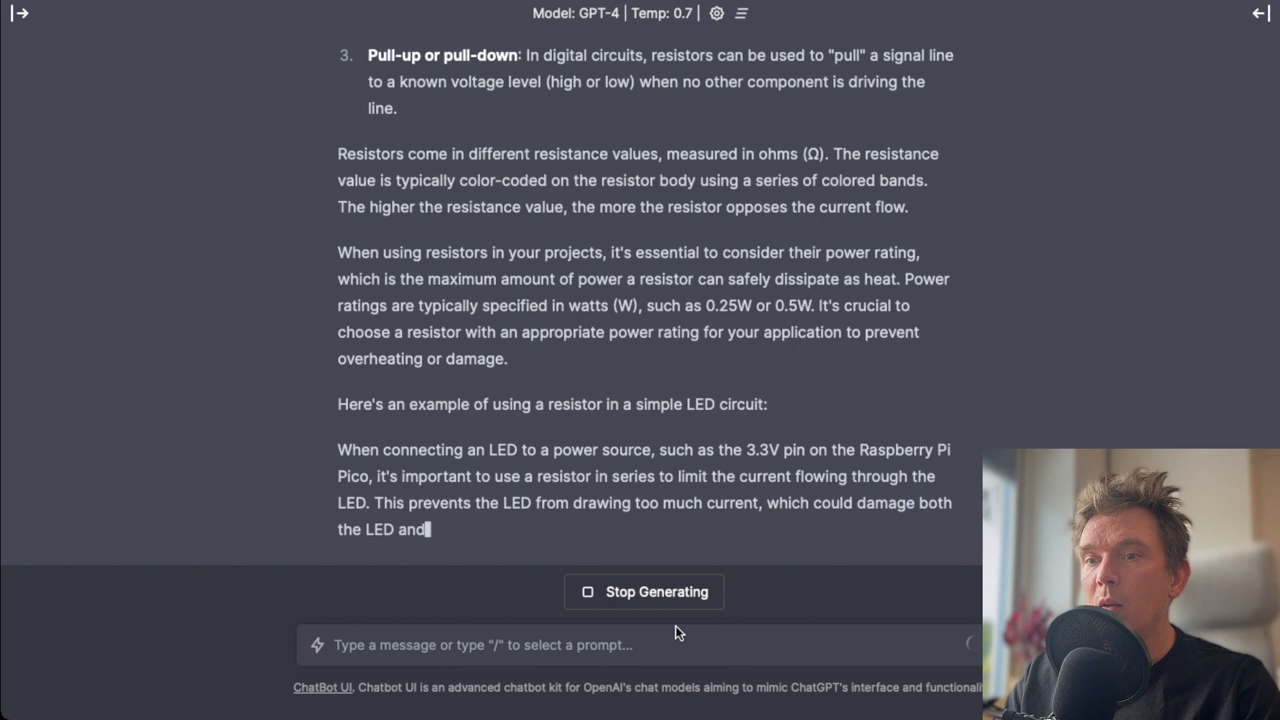 Model: GPT-4 | Temp: 0.7 |
3. Pull-up or pull-down: In digital circuits, resistors can be used to "pull" a signal line
to a known voltage level (high or low) when no other component is driving the
line.
Resistors come in different resistance values, measured in ohms (Ω). The resistance
value is typically color-coded on the resistor body using a series of colored bands.
The higher the resistance value, the more the resistor opposes the current flow.
When using resistors in your projects, it's essential to consider their power rating,
which is the maximum amount of power a resistor can safely dissipate as heat. Power
ratings are typically specified in watts (W), such as 0.25W or 0.5W. It's crucial to
choose a resistor with an appropriate power rating for your application to prevent
overheating or damage.
Here's an example of using a resistor in a simple LED circuit:
When connecting an LED to a power source, such as the 3.3V pin on the Raspberry Pi
Pico, it's important to use a resistor in series to limit the current flowing through the
LED. This prevents the LED from drawing too much current, which could damage both
the LED and
Stop Generating
Type a message or type "/" to select a prompt...
ChatBot UI. Chatbot UI is an advanced chatbot kit for OpenAI's chat models aiming to mimic ChatGPT's interface and functionali